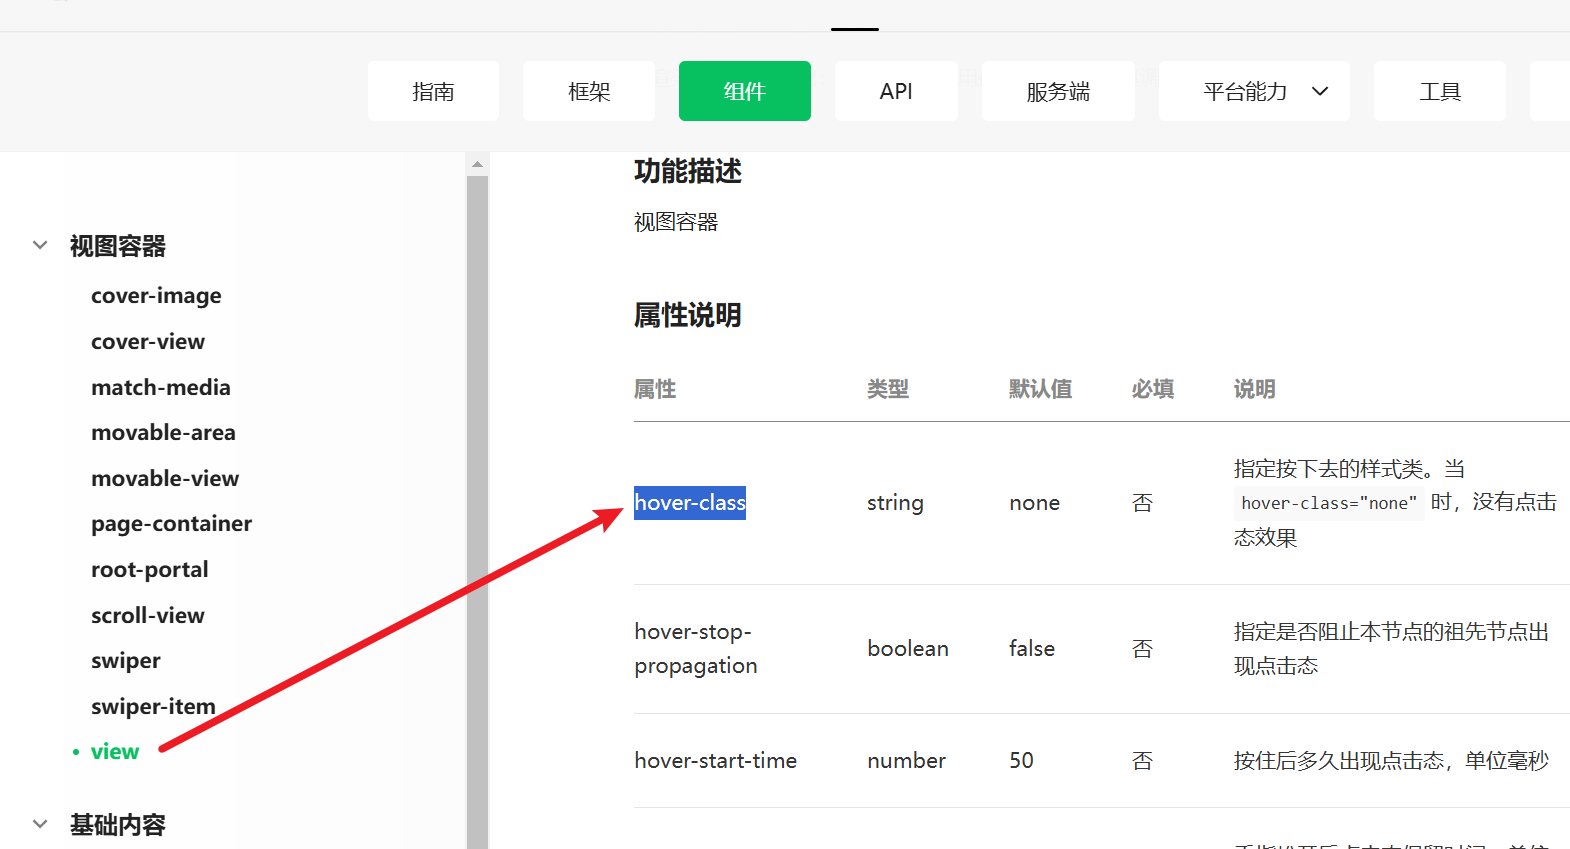 指南
框架
组件
API
服务端
平台能力
工具
视图容器
cover-image
cover-view
match-media
movable-area
movable-view
page-container
root-portal
scroll-view
swiper
swiper-item
view
基础内容
功能描述
视图容器
属性说明
属性 类型 默认值 必填 说明
hover-class string none 否 指定按下去的样式类。当
hover-class="none" 时，没有点击
态效果
hover-stop-
propagation boolean false 否 指定是否阻止本节点的祖先节点出
现点击态
hover-start-time number 50 否 按住后多久出现点击态，单位毫秒